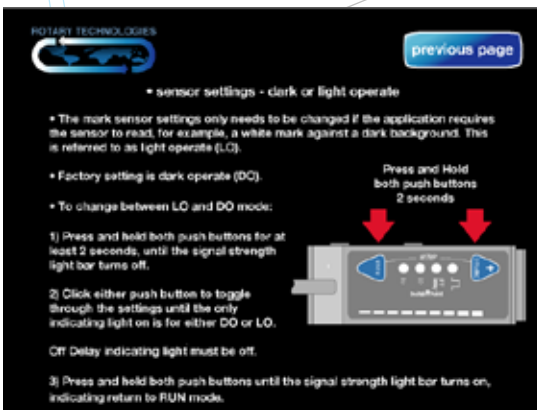 ROTARY TECHNOLOGIES
previous page
• sensor settings - dark or light operate
• The mark sensor settings only needs to be changed if the application requires
the sensor to read, for example, a white mark against a dark background. This
is referred to as light operate (LO).
• Factory setting is dark operate (DO).
• To change between LO and DO mode:
1) Press and hold both push buttons for at
least 2 seconds, until the signal strength
light bar turns off.
2) Click either push button to toggle
through the settings until the only
indicating light on is for either DO or LO.
Off Delay indicating light must be off.
3) Press and hold both push buttons until the signal strength light bar turns on,
indicating return to RUN mode.
Press and Hold
both push buttons
2 seconds